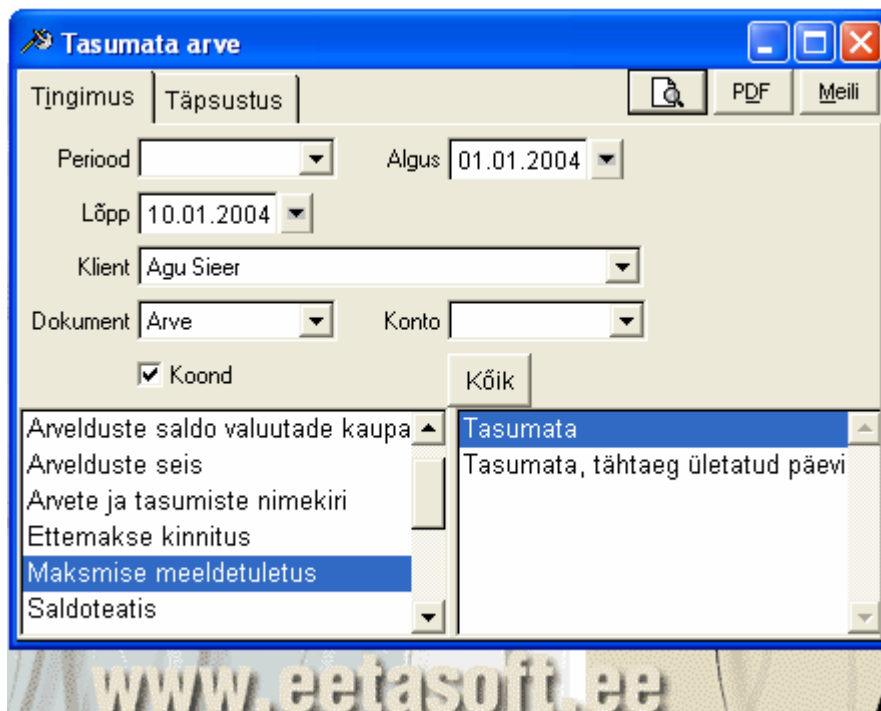 Tasumata arve
Tingimus Täpsustus PDF Meili
Periood Algus 01.01.2004
Lõpp 10.01.2004
Klient Agu Sieer
Dokument Arve Konto
Koond Kõik
Arvelduste saldo valuutade kaupa
Arvelduste seis
Arvete ja tasumiste nimekiri
Ettemakse kinnitus
Maksmise meeldetuletus
Saldoteatis
Tasumata
Tasumata, tähtaeg ületatud päevi
www.eetasoft.ee